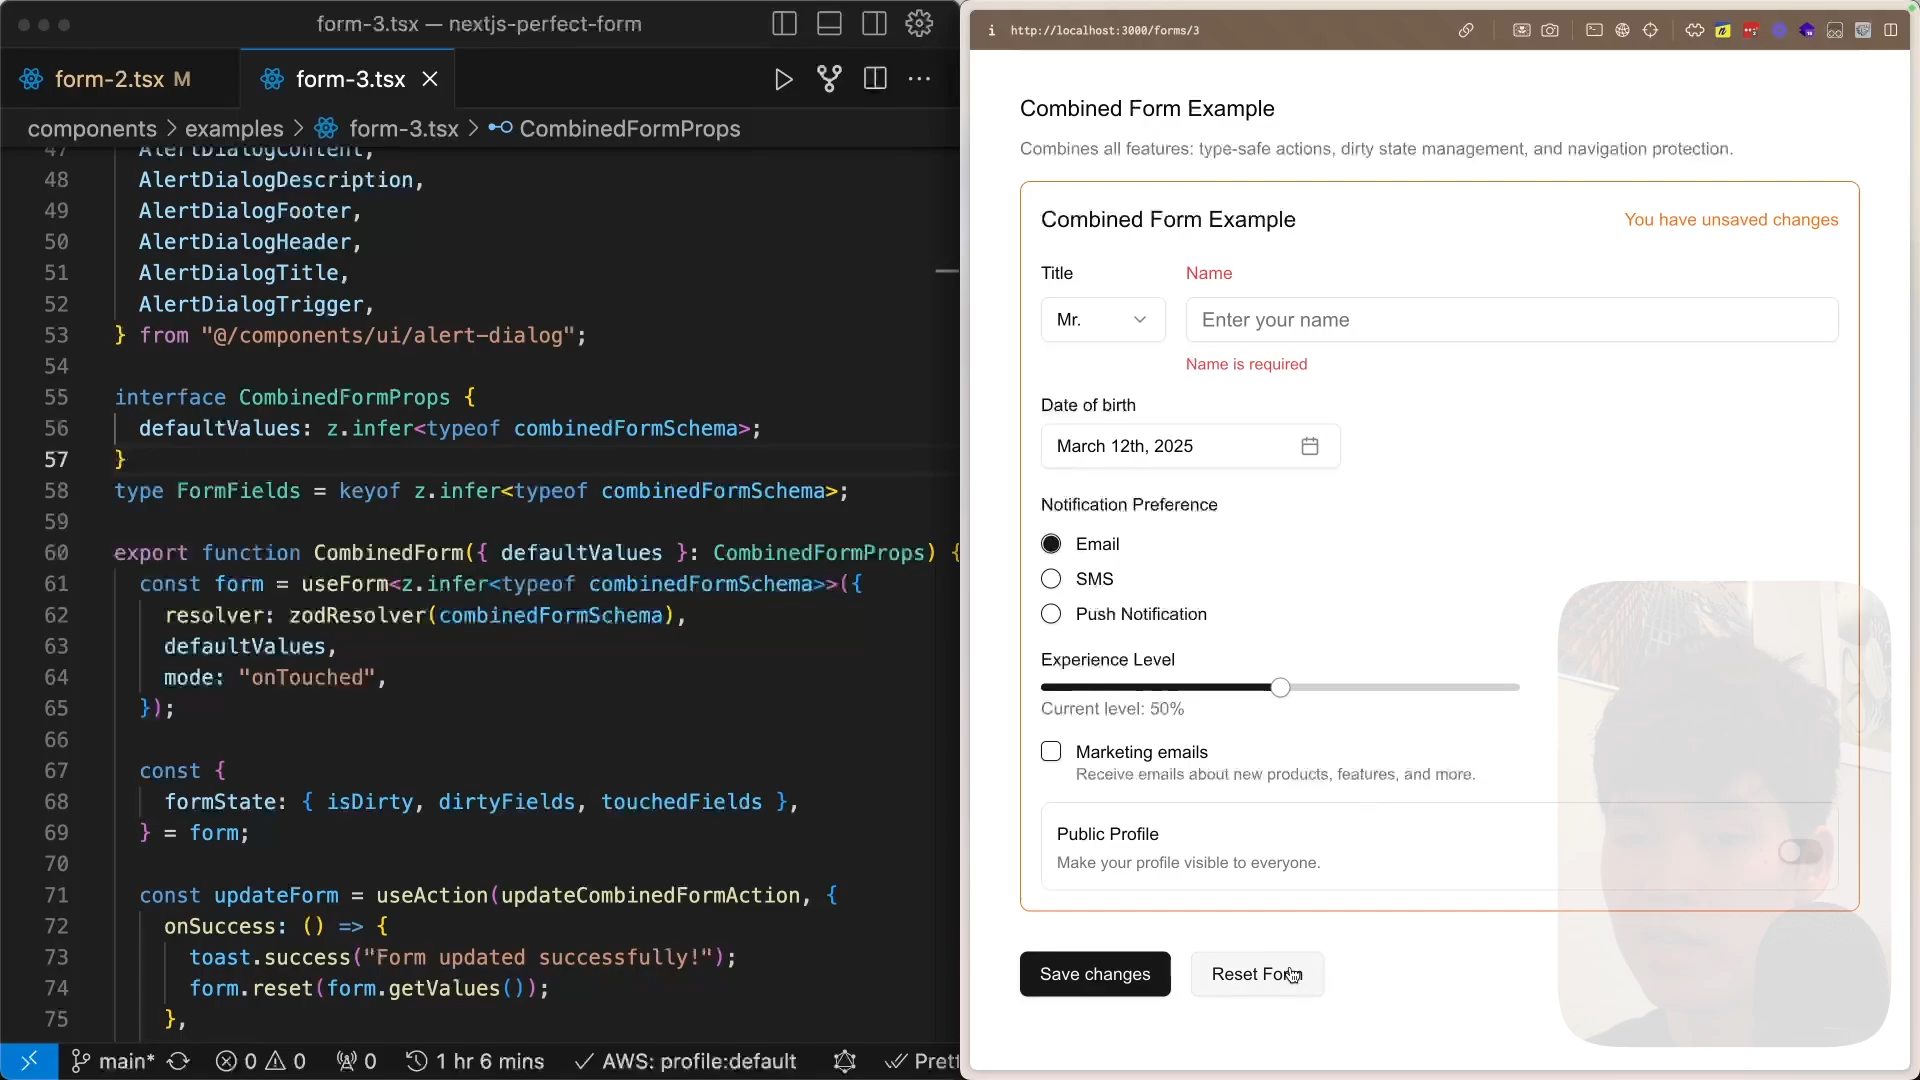 form-3.tsx — nextjs-perfect-form
form-2.tsx M
form-3.tsx
components > examples > form-3.tsx > CombinedFormProps
47 AlertDialogContent,
48 AlertDialogDescription,
49 AlertDialogFooter,
50 AlertDialogHeader,
51 AlertDialogTitle,
52 AlertDialogTrigger,
53 } from "@/components/ui/alert-dialog";
54
55 interface CombinedFormProps {
56 defaultValues: z.infer<typeof combinedFormSchema>;
57 }
58 type FormFields = keyof z.infer<typeof combinedFormSchema>;
59
60 export function CombinedForm({ defaultValues }: CombinedFormProps) {
61 const form = useForm<z.infer<typeof combinedFormSchema>>({
62 resolver: zodResolver(combinedFormSchema),
63 defaultValues,
64 mode: "onTouched",
65 });
66
67 const {
68 formState: { isDirty, dirtyFields, touchedFields },
69 } = form;
70
71 const updateForm = useAction(updateCombinedFormAction, {
72 onSuccess: () => {
73 toast.success("Form updated successfully!");
74 form.reset(form.getValues());
75 },
main* 0 0 0 1 hr 6 mins AWS: profile:default Prett
http://localhost:3000/forms/3
Combined Form Example
Combines all features: type-safe actions, dirty state management, and navigation protection.
Combined Form Example
You have unsaved changes
Title
Name
Mr.
Enter your name
Name is required
Date of birth
March 12th, 2025
Notification Preference
Email
SMS
Push Notification
Experience Level
Current level: 50%
Marketing emails
Receive emails about new products, features, and more.
Public Profile
Make your profile visible to everyone.
Save changes
Reset Form